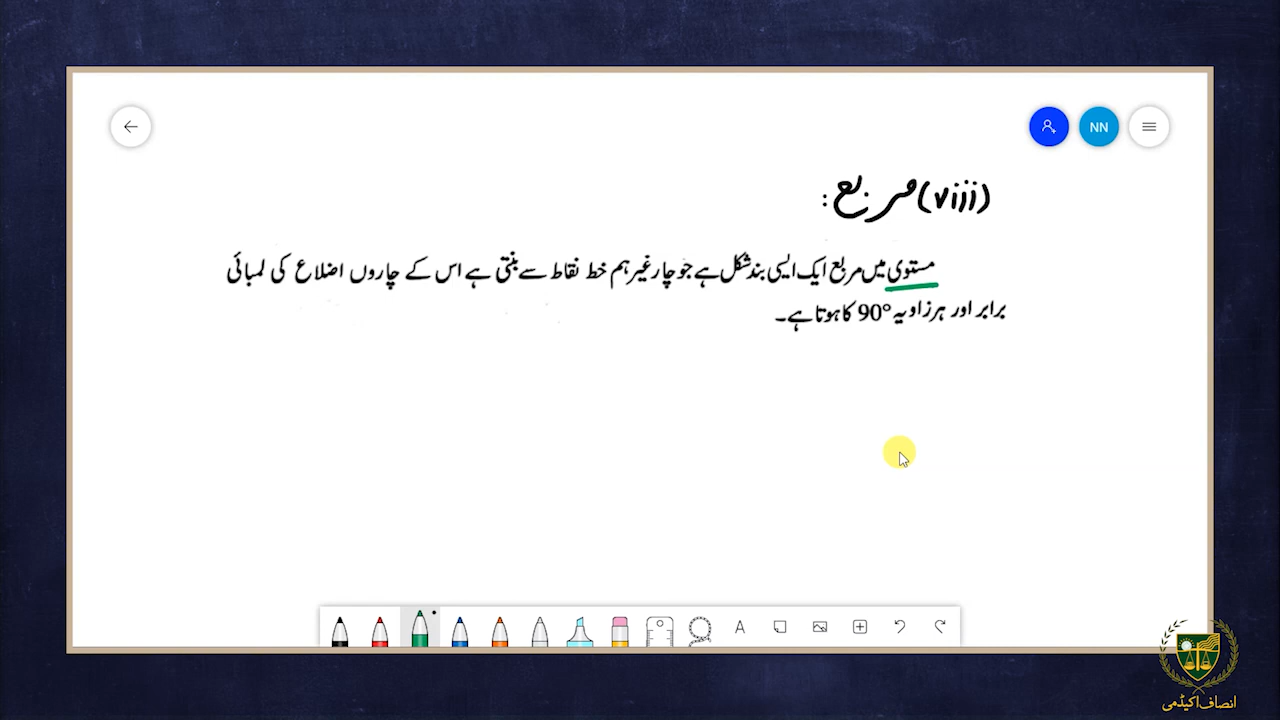 NN
(viii) مربع :
مستوی میں مربع ایک ایسی بند شکل ہے جو چار غیر ہم خط نقاط سے بنتی ہے اس کے چاروں اضلاع کی لمبائی
برابر اور ہر زاویہ 90° کا ہوتا ہے۔
A
انصاف اکیڈمی